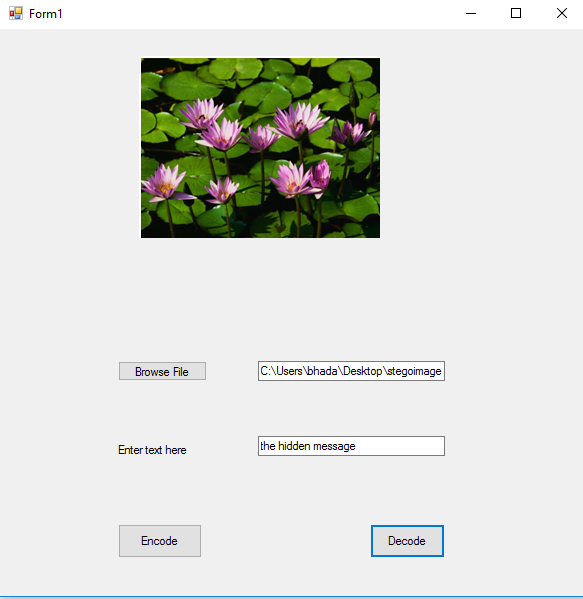 Form1
Browse File
C:\Users\bhada\Desktop\stegoimage
Enter text here
the hidden message
Encode
Decode